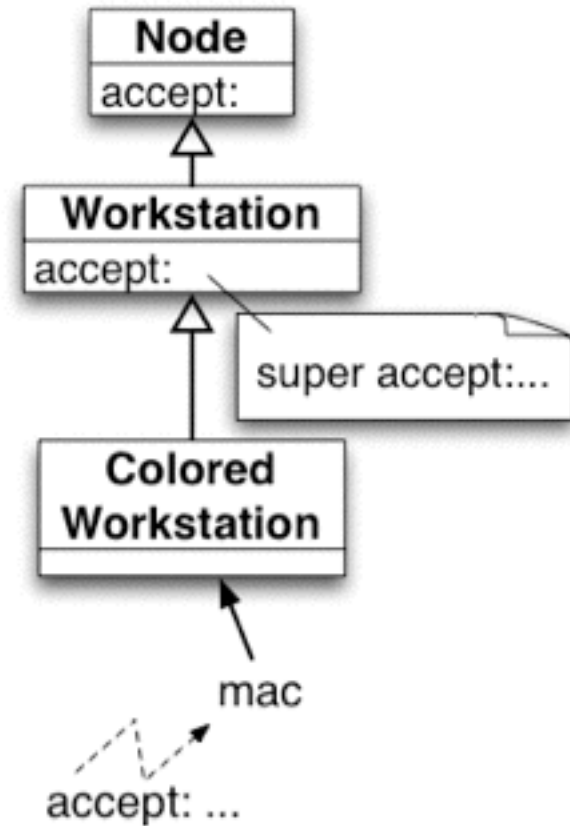 Node
accept:
Workstation
accept:
super accept:...
Colored
Workstation
mac
accept: ...